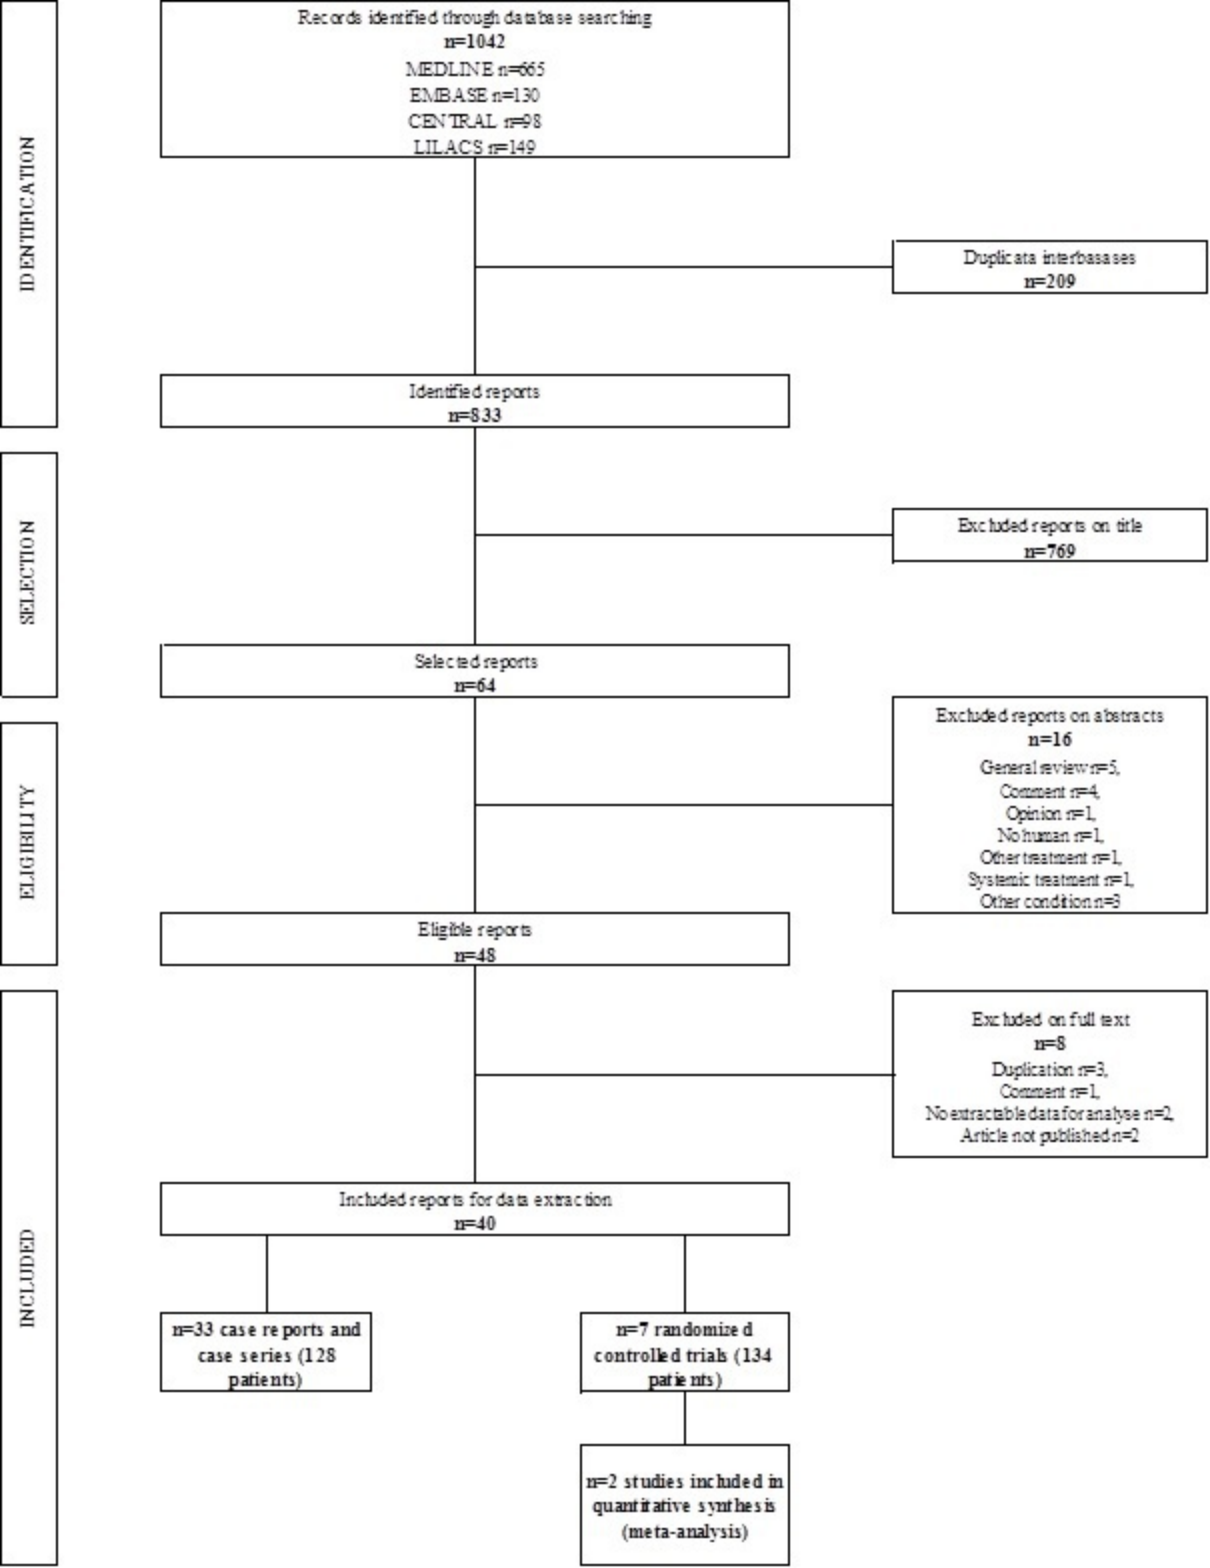 IDENTIFICATION
Records identified through database searching
n=1042
MEDLINE n=665
EMBASE n=130
CENTRAL n=98
LILACS n=149
Duplicata interbasases
n=209
Identified reports
n=833
SELECTION
Excluded reports on title
n=769
Selected reports
n=64
ELIGIBILITY
Excluded reports on abstracts
n=16
General review n=5,
Comment n=4,
Opinion n=1,
No human n=1,
Other treatment n=1,
Systemic treatment n=1,
Other condition n=3
Eligible reports
n=48
INCLUDED
Excluded on full text
n=8
Duplication n=3,
Comment n=1,
No extractable data for analyse n=2,
Article not published n=2
Included reports for data extraction
n=40
n=33 case reports and
case series (128
patients)
n=7 randomized
controlled trials (134
patients)
n=2 studies included in
quantitative synthesis
(meta-analysis)